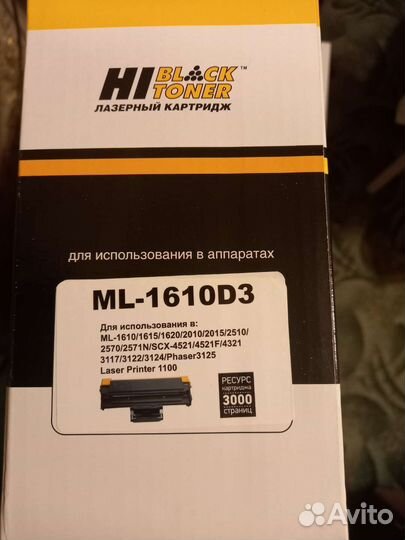 HI BLACK TONER™
ЛАЗЕРНЫЙ КАРТРИДЖ
для использования в аппаратах
ML-1610D3
Для использования в:
ML-1610/1615/1620/2010/2015/2510/
2570/2571N/SCX-4521/4521F/4321
3117/3122/3124/Phaser3125
Laser Printer 1100
РЕСУРС
картриджа
3000
страниц
Avito